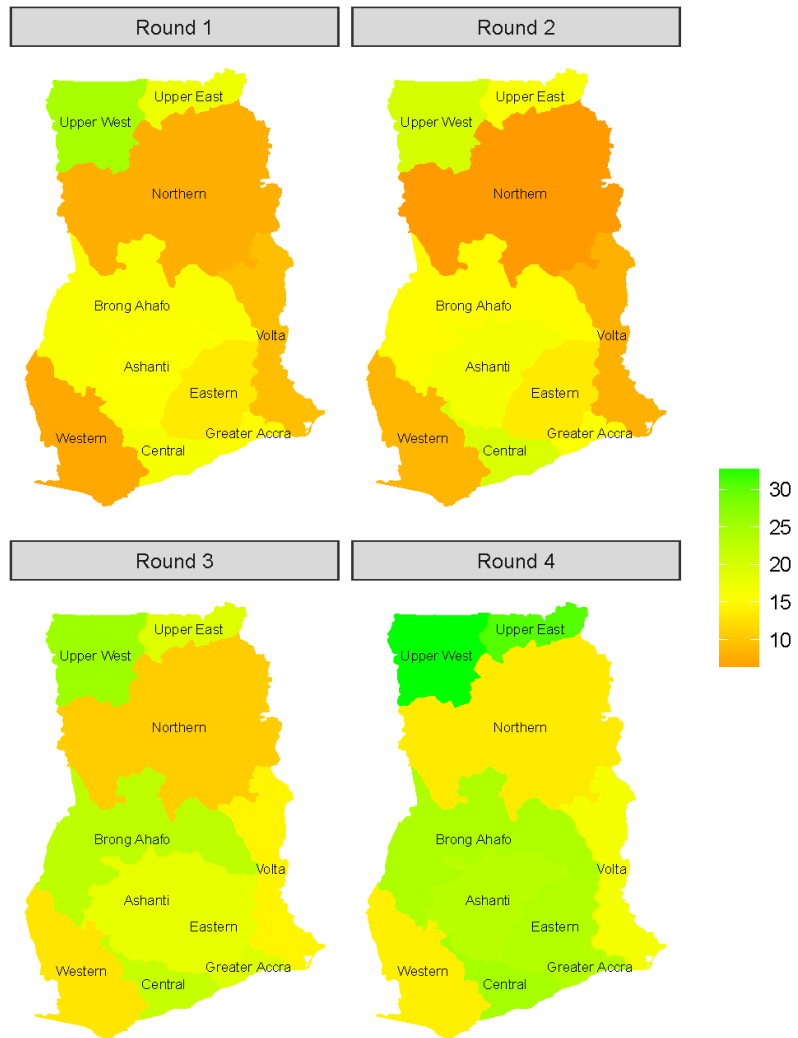 Round 1
Round 2
Upper East
Upper West
Northern
Brong Ahafo
Volta
Ashanti
Eastern
Western
Greater Accra
Central
Upper East
Upper West
Northern
Brong Ahafo
Volta
Ashanti
Eastern
Western
Greater Accra
Central
30
25
20
15
10
Round 3
Round 4
Upper East
Upper West
Northern
Brong Ahafo
Volta
Ashanti
Eastern
Western
Greater Accra
Central
Upper East
Upper West
Northern
Brong Ahafo
Volta
Ashanti
Eastern
Western
Greater Accra
Central